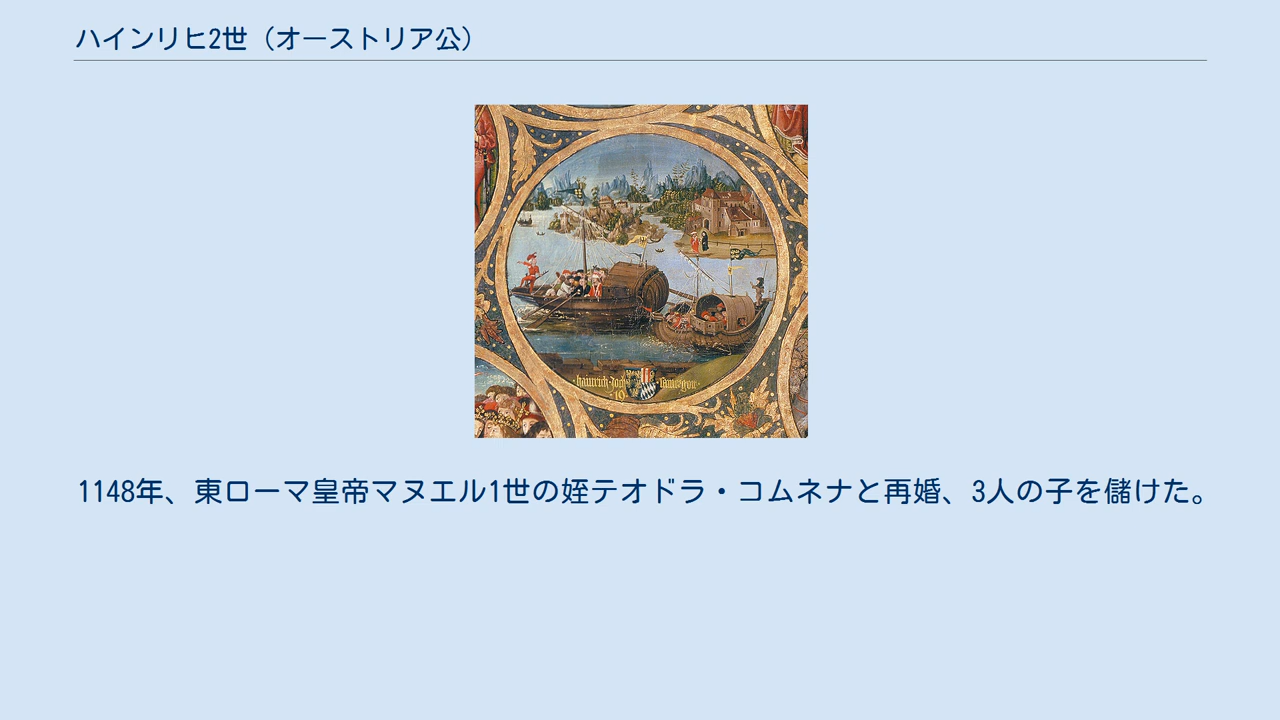 ハインリヒ2世（オーストリア公）
1148年、東ローマ皇帝マヌエル1世の姪テオドラ・コムネナと再婚、3人の子を儲けた。